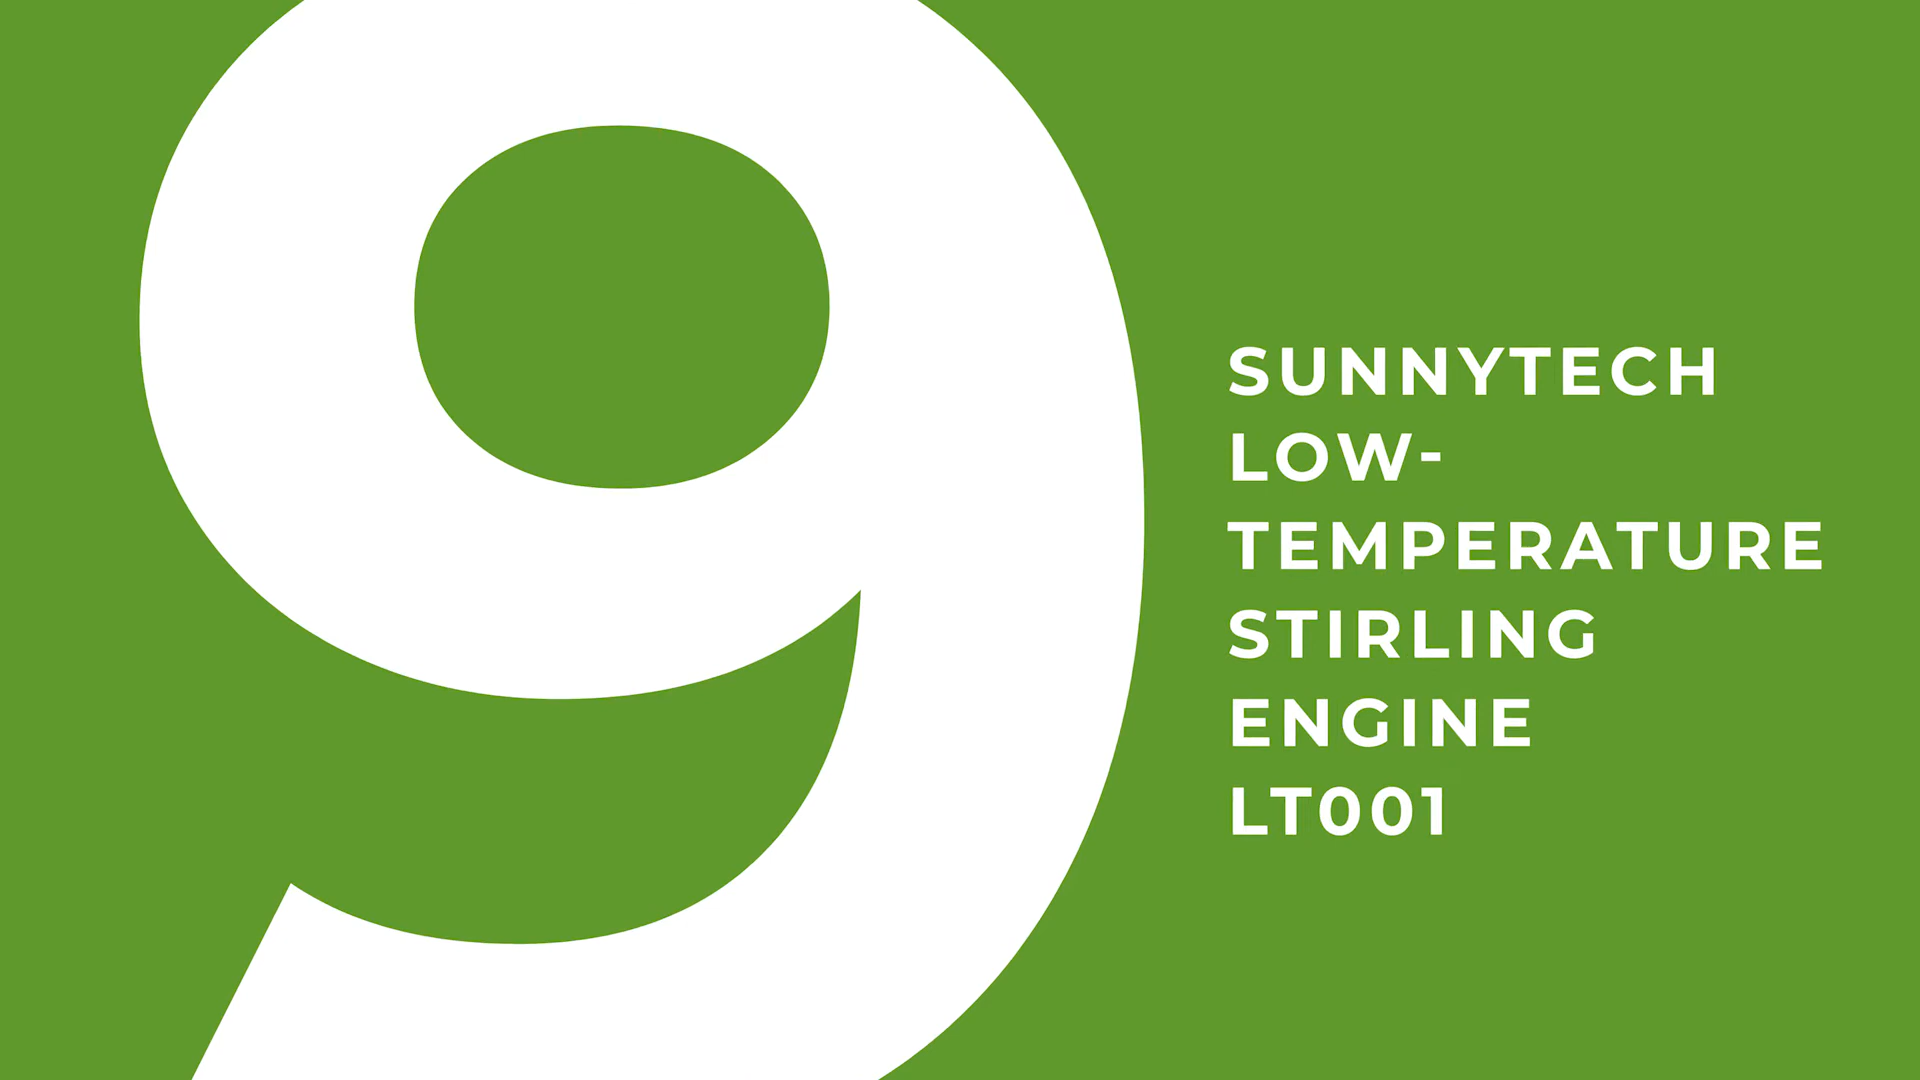 9
SUNNYTECH
LOW-
TEMPERATURE
STIRLING
ENGINE
LT001